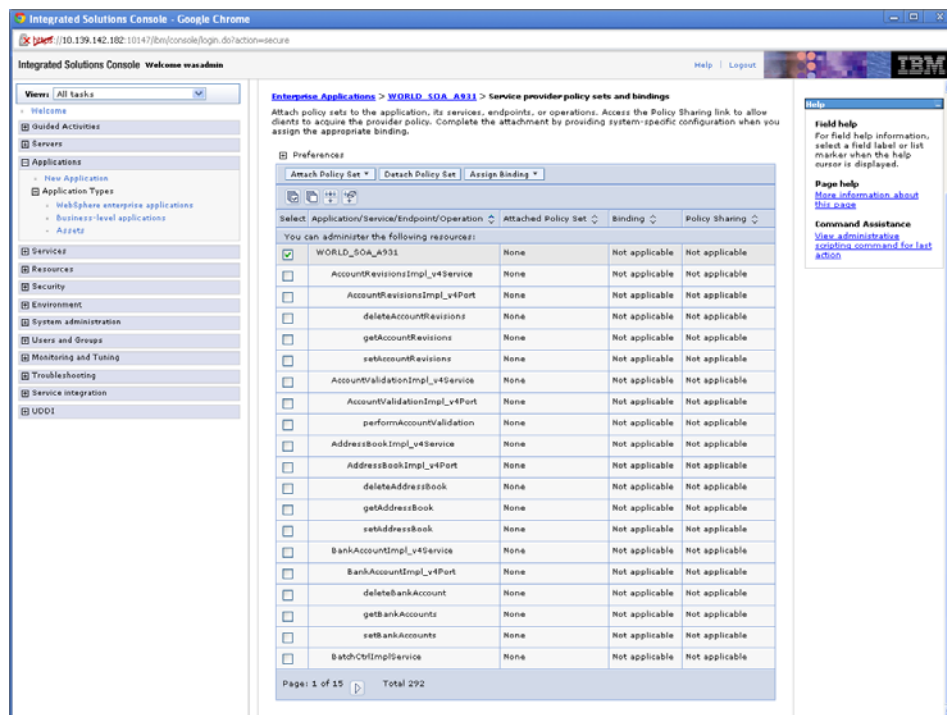 Integrated Solutions Console - Google Chrome
https://10.139.142.182:10147/ibm/console/login.do?action=secure
Integrated Solutions Console Welcome wasadmin Help | Logout IBM
View: All tasks
Welcome
Guided Activities
Servers
Applications
New Application
Application Types
WebSphere enterprise applications
Business-level applications
Assets
Services
Resources
Security
Environment
System administration
Users and Groups
Monitoring and Tuning
Troubleshooting
Service integration
UDDI
Enterprise Applications > WORLD_SOA_A931 > Service provider policy sets and bindings
Attach policy sets to the application, its services, endpoints, or operations. Access the Policy Sharing link to allow
clients to acquire the provider policy. Complete the attachment by providing system-specific configuration when you
assign the appropriate binding.
Preferences
Attach Policy Set Detach Policy Set Assign Binding
Select Application/Service/Endpoint/Operation Attached Policy Set Binding Policy Sharing
You can administer the following resources:
WORLD_SOA_A931 None Not applicable Not applicable
AccountRevisionsImpl_v4Service None Not applicable Not applicable
AccountRevisionsImpl_v4Port None Not applicable Not applicable
deleteAccountRevisions None Not applicable Not applicable
getAccountRevisions None Not applicable Not applicable
setAccountRevisions None Not applicable Not applicable
AccountValidationImpl_v4Service None Not applicable Not applicable
AccountValidationImpl_v4Port None Not applicable Not applicable
performAccountValidation None Not applicable Not applicable
AddressBookImpl_v4Service None Not applicable Not applicable
AddressBookImpl_v4Port None Not applicable Not applicable
deleteAddressBook None Not applicable Not applicable
getAddressBook None Not applicable Not applicable
setAddressBook None Not applicable Not applicable
BankAccountImpl_v4Service None Not applicable Not applicable
BankAccountImpl_v4Port None Not applicable Not applicable
deleteBankAccount None Not applicable Not applicable
getBankAccounts None Not applicable Not applicable
setBankAccounts None Not applicable Not applicable
BatchCtrlImplService None Not applicable Not applicable
Page: 1 of 15 Total 292
Help
Field help
For field help information,
select a field label or list
marker when the help
cursor is displayed.
Page help
More information about
this page
Command Assistance
View administrative
scripting command for last
action